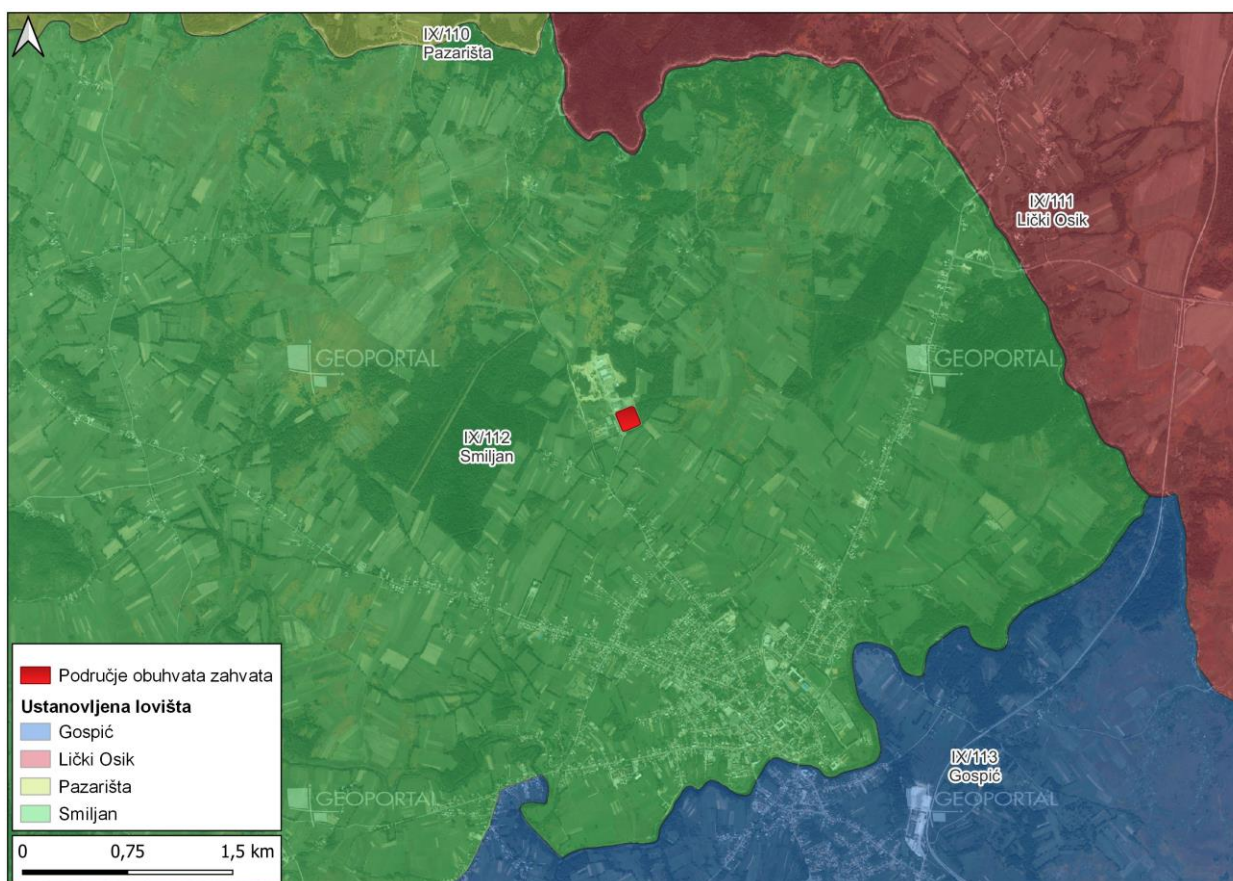 IX/110
Pazarišta
IX/111
Lički Osik
GEOPORTAL
GEOPORTAL
IX/112
Smiljan
IX/113
Gospić
GEOPORTAL
GEOPORTAL
Područje obuhvata zahvata
Ustanovljena lovišta
Gospić
Lički Osik
Pazarišta
Smiljan
0 0,75 1,5 km